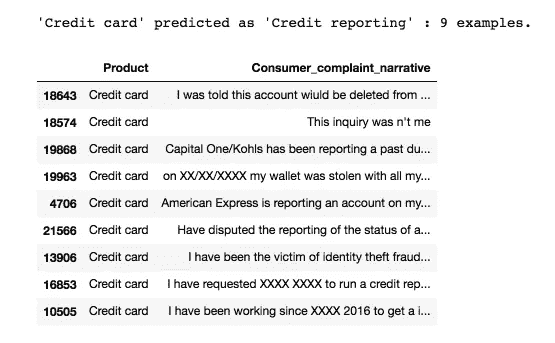 'Credit card' predicted as 'Credit reporting' : 9 examples.
Product Consumer_complaint_narrative
18643 Credit card I was told this account wiuld be deleted from ...
18574 Credit card This inquiry was n't me
19868 Credit card Capital One/Kohls has been reporting a past du...
19963 Credit card on XX/XX/XXXX my wallet was stolen with all my...
4706 Credit card American Express is reporting an account on my...
21566 Credit card Have disputed the reporting of the status of a...
13906 Credit card I have been the victim of identity theft fraud...
16853 Credit card I have requested XXXX XXXX to run a credit rep...
10505 Credit card I have been working since XXXX 2016 to get a i...